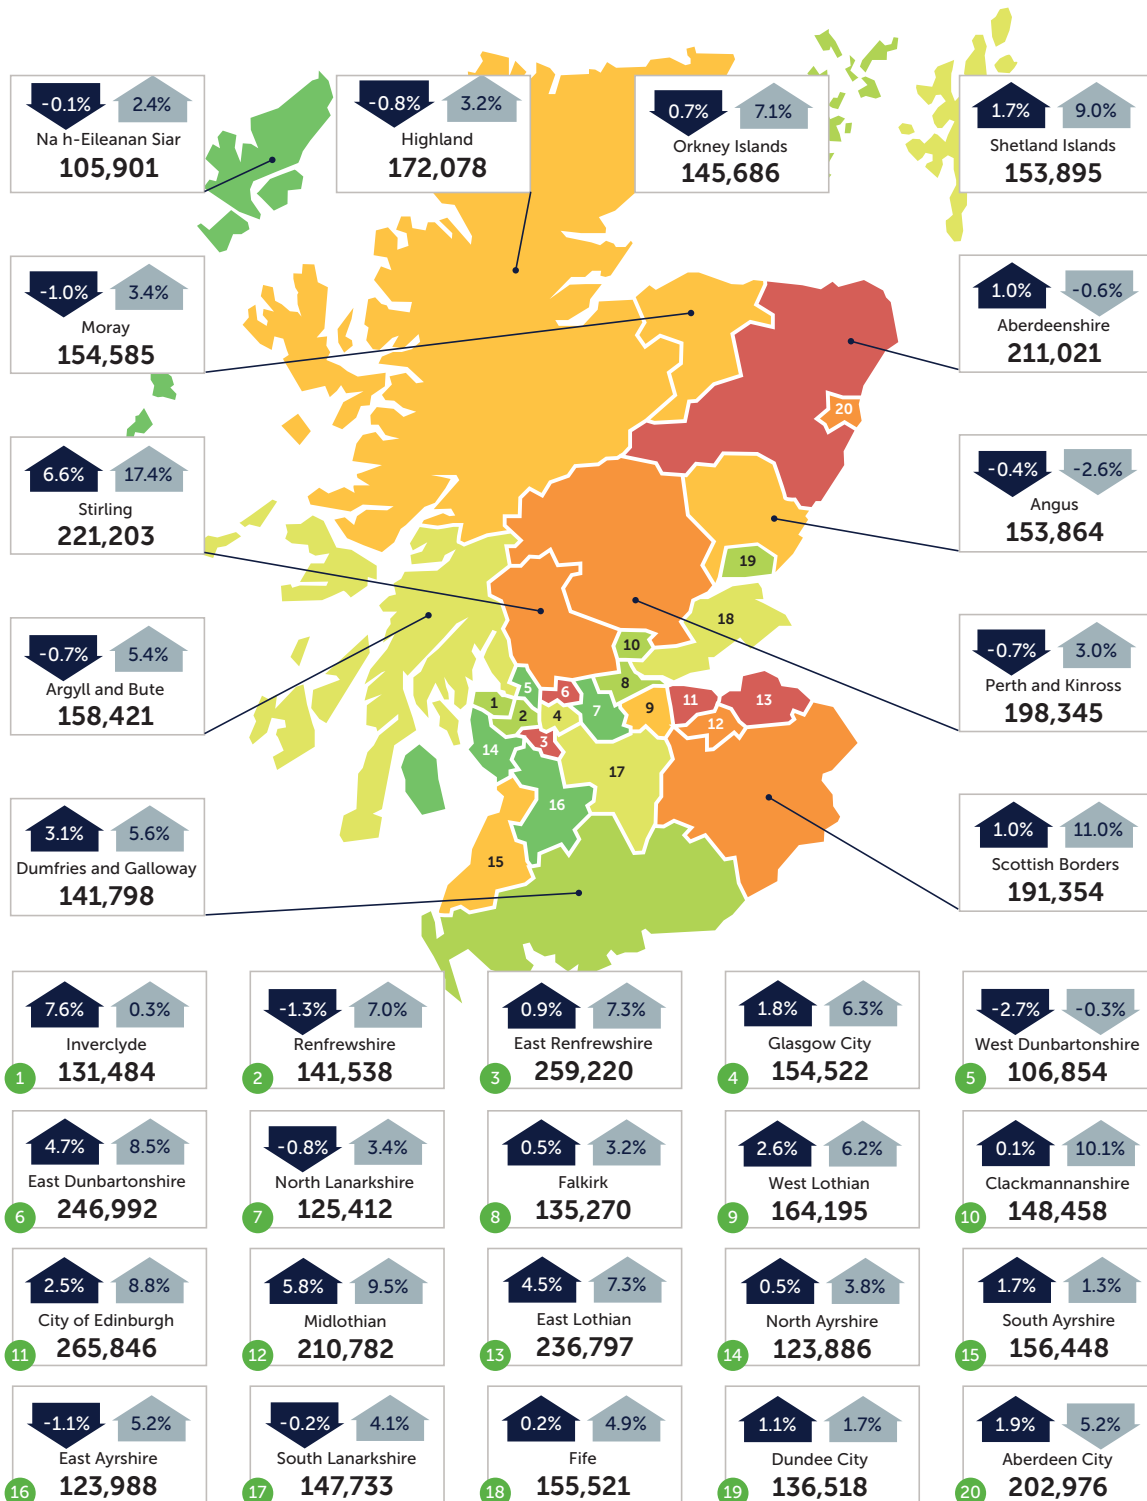 -0.1% 2.4%
Na h-Eileanan Siar
105,901
-0.8% 3.2%
Highland
172,078
0.7% 7.1%
Orkney Islands
145,686
1.7% 9.0%
Shetland Islands
153,895
-1.0% 3.4%
Moray
154,585
1.0% -0.6%
Aberdeenshire
211,021
20
6.6% 17.4%
Stirling
221,203
-0.4% -2.6%
Angus
153,864
19
18
10
-0.7% 5.4%
Argyll and Bute
158,421
-0.7% 3.0%
Perth and Kinross
198,345
5
6
8
1
2
4
7
9
11
13
12
3
14
17
16
15
3.1% 5.6%
Dumfries and Galloway
141,798
1.0% 11.0%
Scottish Borders
191,354
7.6% 0.3%
Inverclyde
1 131,484
-1.3% 7.0%
Renfrewshire
2 141,538
0.9% 7.3%
East Renfrewshire
3 259,220
1.8% 6.3%
Glasgow City
4 154,522
-2.7% -0.3%
West Dunbartonshire
5 106,854
4.7% 8.5%
East Dunbartonshire
6 246,992
-0.8% 3.4%
North Lanarkshire
7 125,412
0.5% 3.2%
Falkirk
8 135,270
2.6% 6.2%
West Lothian
9 164,195
0.1% 10.1%
Clackmannanshire
10 148,458
2.5% 8.8%
City of Edinburgh
11 265,846
5.8% 9.5%
Midlothian
12 210,782
4.5% 7.3%
East Lothian
13 236,797
0.5% 3.8%
North Ayrshire
14 123,886
1.7% 1.3%
South Ayrshire
15 156,448
-1.1% 5.2%
East Ayrshire
16 123,988
-0.2% 4.1%
South Lanarkshire
17 147,733
0.2% 4.9%
Fife
18 155,521
1.1% 1.7%
Dundee City
19 136,518
1.9% 5.2%
Aberdeen City
20 202,976